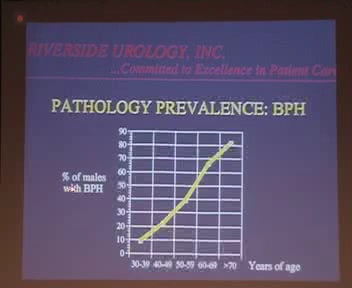 RIVERSIDE UROLOGY, INC.
...Committed to Excellence in Patient Care
PATHOLOGY PREVALENCE: BPH
90
80
70
60
50
40
30
20
10
0
% of males
with BPH
30-39 40-49 50-59 60-69 >70
Years of age